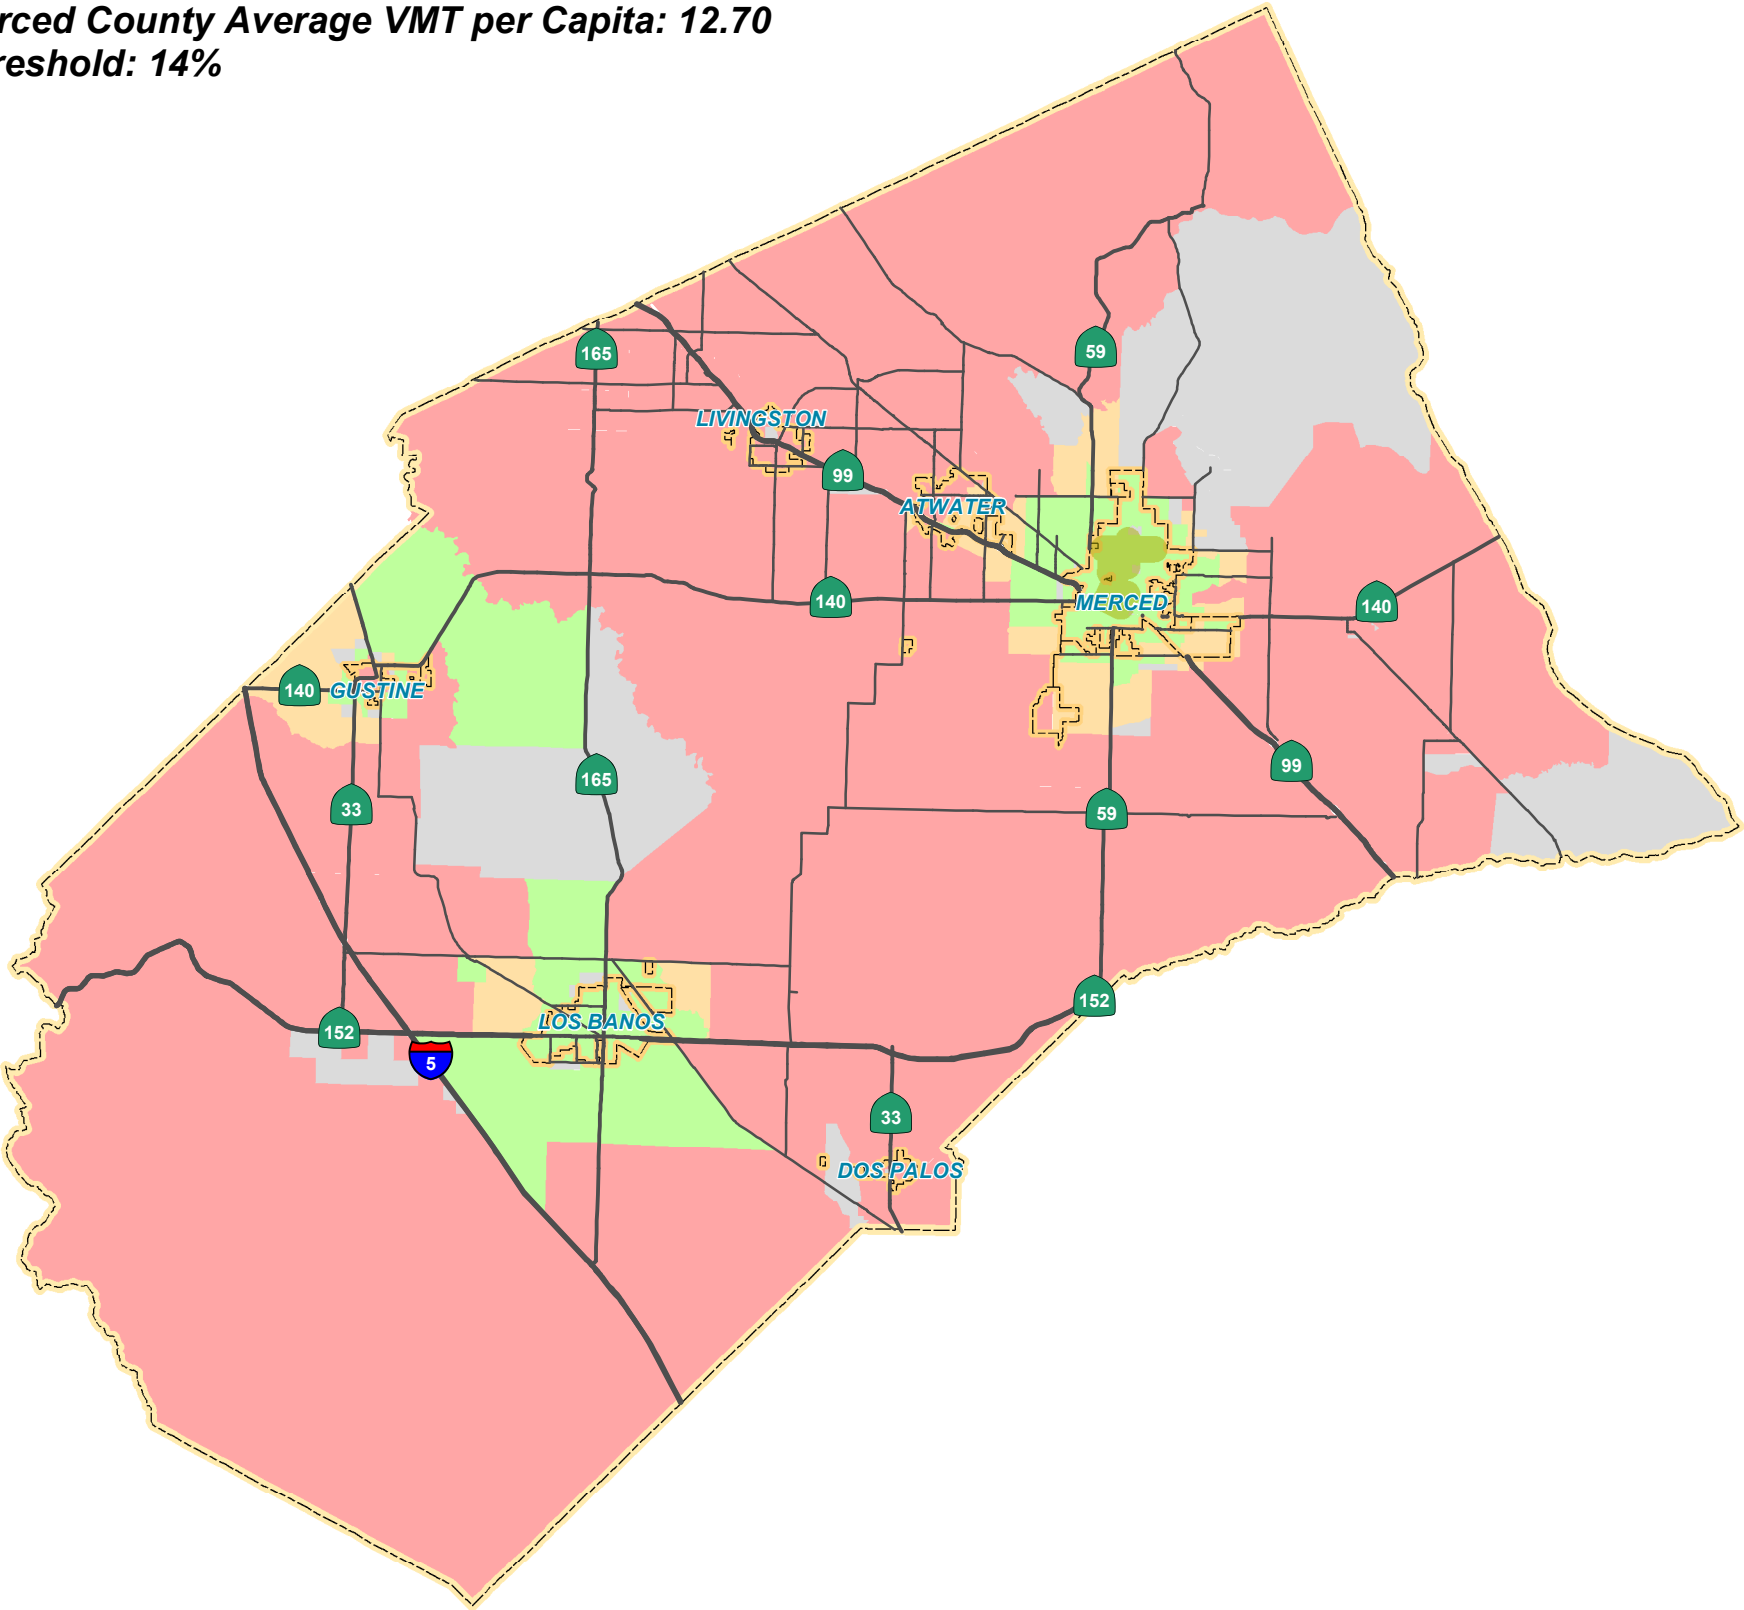 rced County Average VMT per Capita: 12.70
reshold: 14%
165
59
LIVINGSTON
99
ATWATER
140
MERCED
140
140
GUSTINE
165
99
33
59
152
LOS BANOS
152
5
33
DOS PALOS